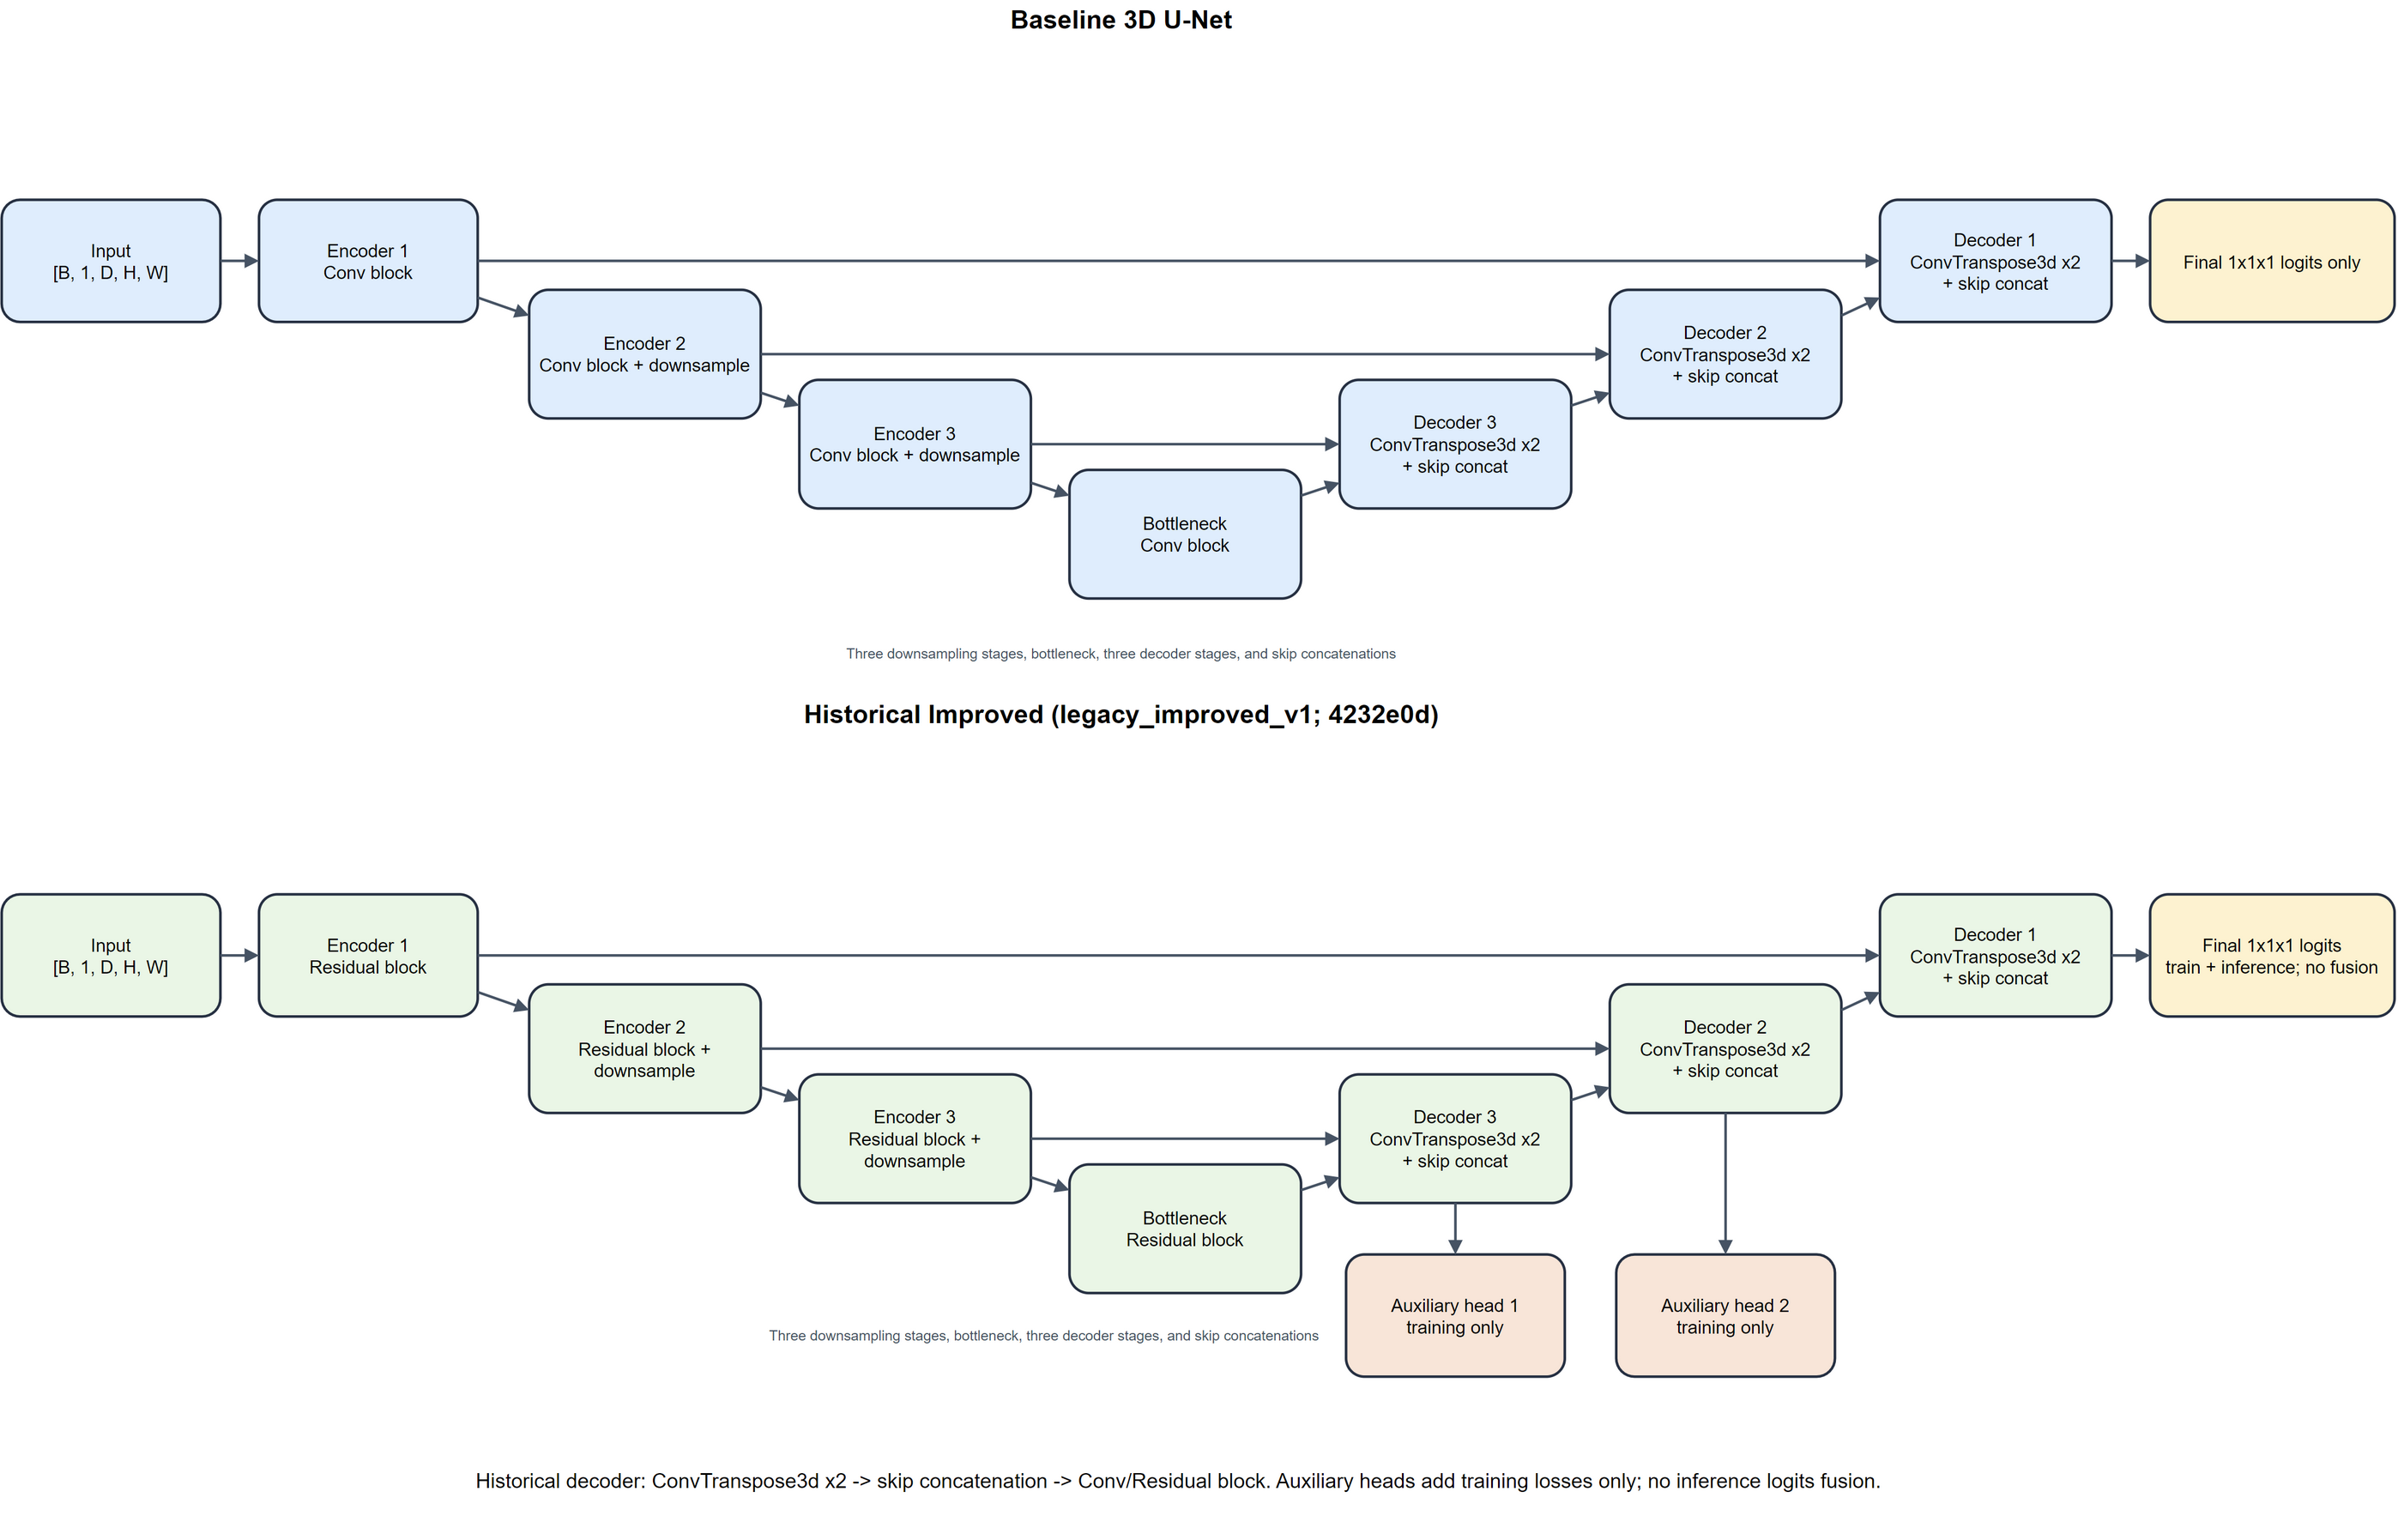 Baseline 3D U-Net
Input
[B, 1, D, H, W]
Encoder 1
Conv block
Encoder 2
Conv block + downsample
Encoder 3
Conv block + downsample
Bottleneck
Conv block
Decoder 3
ConvTranspose3d x2
+ skip concat
Decoder 2
ConvTranspose3d x2
+ skip concat
Decoder 1
ConvTranspose3d x2
+ skip concat
Final 1x1x1 logits only
Three downsampling stages, bottleneck, three decoder stages, and skip concatenations
Historical Improved (legacy_improved_v1; 4232e0d)
Input
[B, 1, D, H, W]
Encoder 1
Residual block
Encoder 2
Residual block +
downsample
Encoder 3
Residual block +
downsample
Bottleneck
Residual block
Decoder 3
ConvTranspose3d x2
+ skip concat
Decoder 2
ConvTranspose3d x2
+ skip concat
Decoder 1
ConvTranspose3d x2
+ skip concat
Final 1x1x1 logits
train + inference; no fusion
Auxiliary head 1
training only
Auxiliary head 2
training only
Three downsampling stages, bottleneck, three decoder stages, and skip concatenations
Historical decoder: ConvTranspose3d x2 -> skip concatenation -> Conv/Residual block. Auxiliary heads add training losses only; no inference logits fusion.